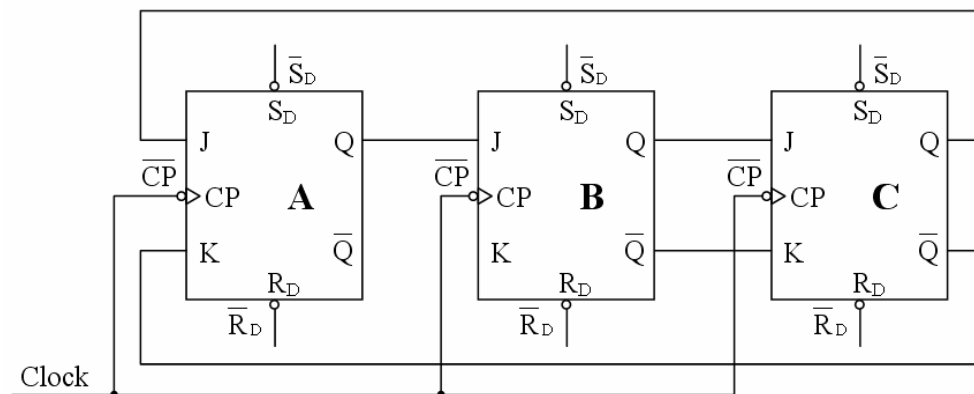 S̅D S̅D S̅D
SD SD SD
J Q J Q J Q
C̅P̅ C̅P̅ C̅P̅
CP A CP B CP C
K Q̅ K Q̅ K Q̅
RD RD RD
R̅D R̅D R̅D
Clock